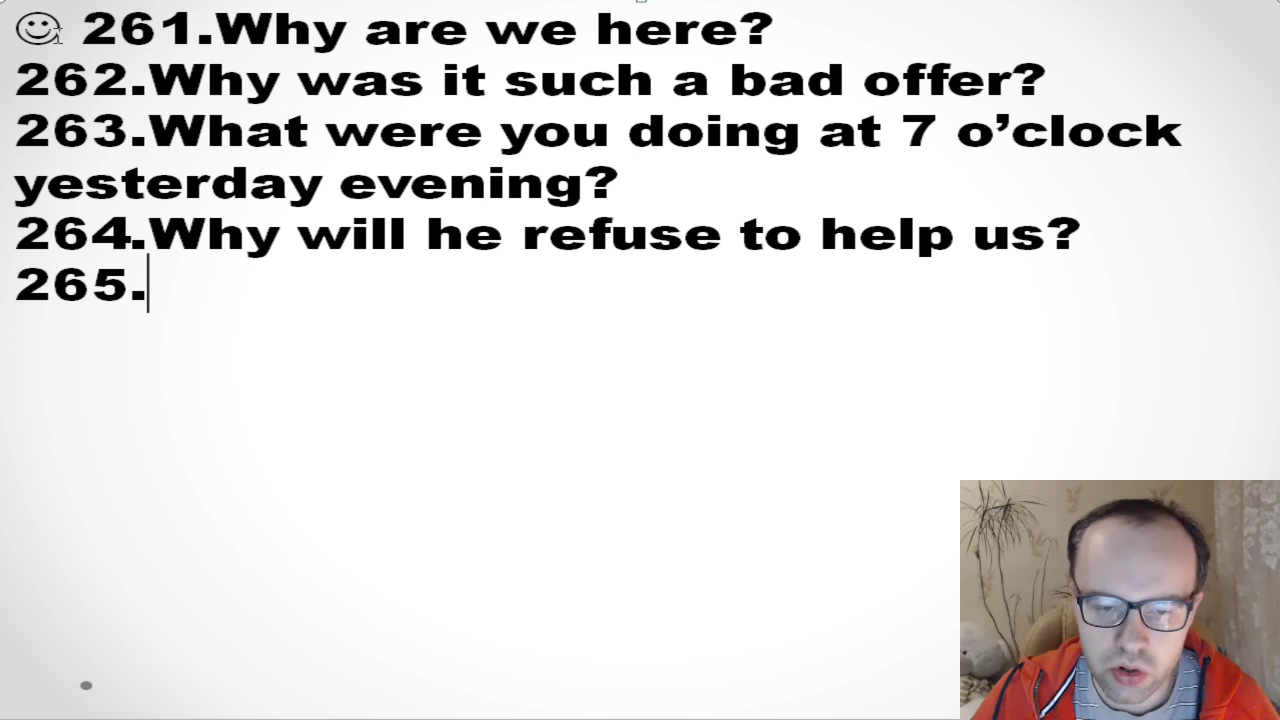 ☺ 261.Why are we here?
262.Why was it such a bad offer?
263.What were you doing at 7 o’clock
yesterday evening?
264.Why will he refuse to help us?
265.